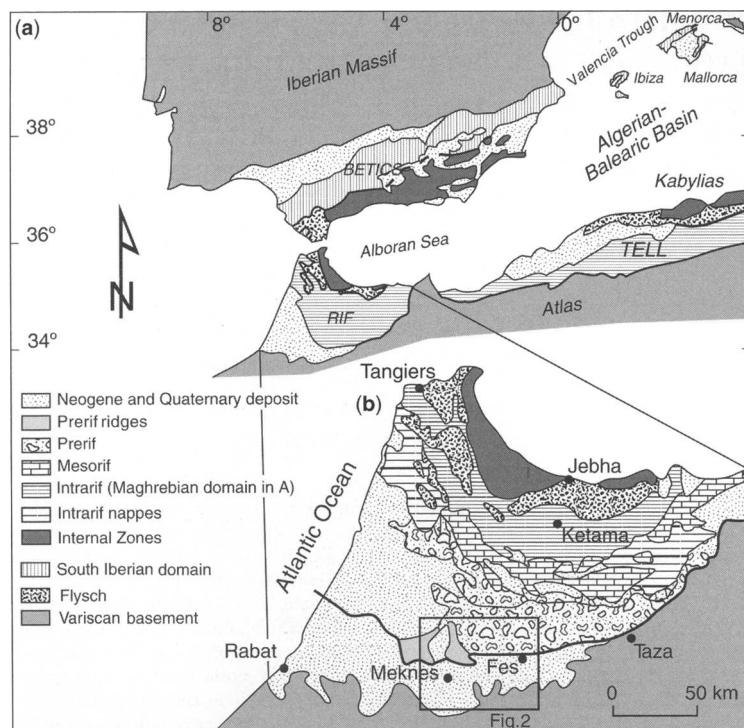 (a)
8°
4°
0°
Menorca
Valencia Trough
Iberian Massif
Ibiza
Mallorca
38°
Algerian-
Balearic Basin
BETICS
Kabylias
36°
Alboran Sea
TELL
N
RIF
Atlas
34°
Neogene and Quaternary deposit
Prerif ridges
Prerif
Mesorif
Intrarif (Maghrebian domain in A)
Intrarif nappes
Internal Zones
South Iberian domain
Flysch
Variscan basement
(b)
Tangiers
Jebha
Ketama
Atlantic Ocean
Rabat
Meknes
Fes
Taza
0 50 km
Fig.2